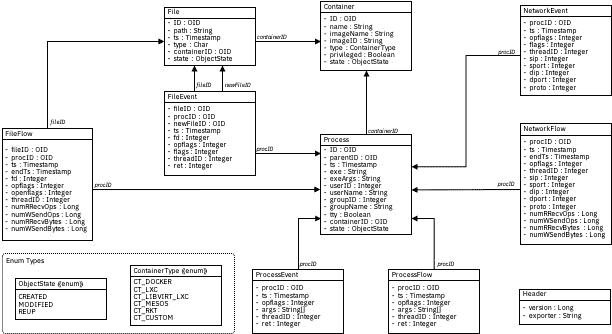 File
- ID : OID
- path : String
- ts : Timestamp
- type : Char
- containerID : OID
- state : ObjectState
containerID
Container
- ID : OID
- name : String
- imageName : String
- imageID : String
- type : ContainerType
- privileged : Boolean
- state : ObjectState
NetworkEvent
- procID : OID
- ts : Timestamp
- opflags : Integer
- flags : Integer
- threadID : Integer
- sip : Integer
- sport : Integer
- dip : Integer
- dport : Integer
- proto : Integer
procID
fileID
newFileID
FileEvent
- fileID : OID
- procID : OID
- newFileID : OID
- ts : Timestamp
- fd : Integer
- opflags : Integer
- flags : Integer
- threadID : Integer
- ret : Integer
procID
fileID
FileFlow
- fileID : OID
- procID : OID
- ts : Timestamp
- endTs : Timestamp
- fd : Integer
- opflags : Integer
- openflags : Integer
- threadID : Integer
- numRRecvOps : Long
- numWSendOps : Long
- numRRecvBytes : Long
- numWSendBytes : Long
procID
containerID
Process
- ID : OID
- parentID : OID
- ts : Timestamp
- exe : String
- exeArgs : String
- userID : Integer
- userName : String
- groupID : Integer
- groupName : String
- tty : Boolean
- containerID : OID
- state : ObjectState
NetworkFlow
- procID : OID
- ts : Timestamp
- endTs : Timestamp
- opflags : Integer
- threadID : Integer
- sip : Integer
- sport : Integer
- dip : Integer
- dport : Integer
- proto : Integer
- numRRecvOps : Long
- numWSendOps : Long
- numRRecvBytes : Long
- numWSendBytes : Long
procID
Enum Types
ObjectState {{enum}}
CREATED
MODIFIED
REUP
ContainerType {{enum}}
CT_DOCKER
CT_LXC
CT_LIBVIRT_LXC
CT_MESOS
CT_RKT
CT_CUSTOM
procID
ProcessEvent
- procID : OID
- ts : Timestamp
- opflags : Integer
- args : String[]
- threadID : Integer
- ret : Integer
procID
ProcessFlow
- procID : OID
- ts : Timestamp
- opflags : Integer
- args : String[]
- threadID : Integer
- ret : Integer
Header
- version : Long
- exporter : String